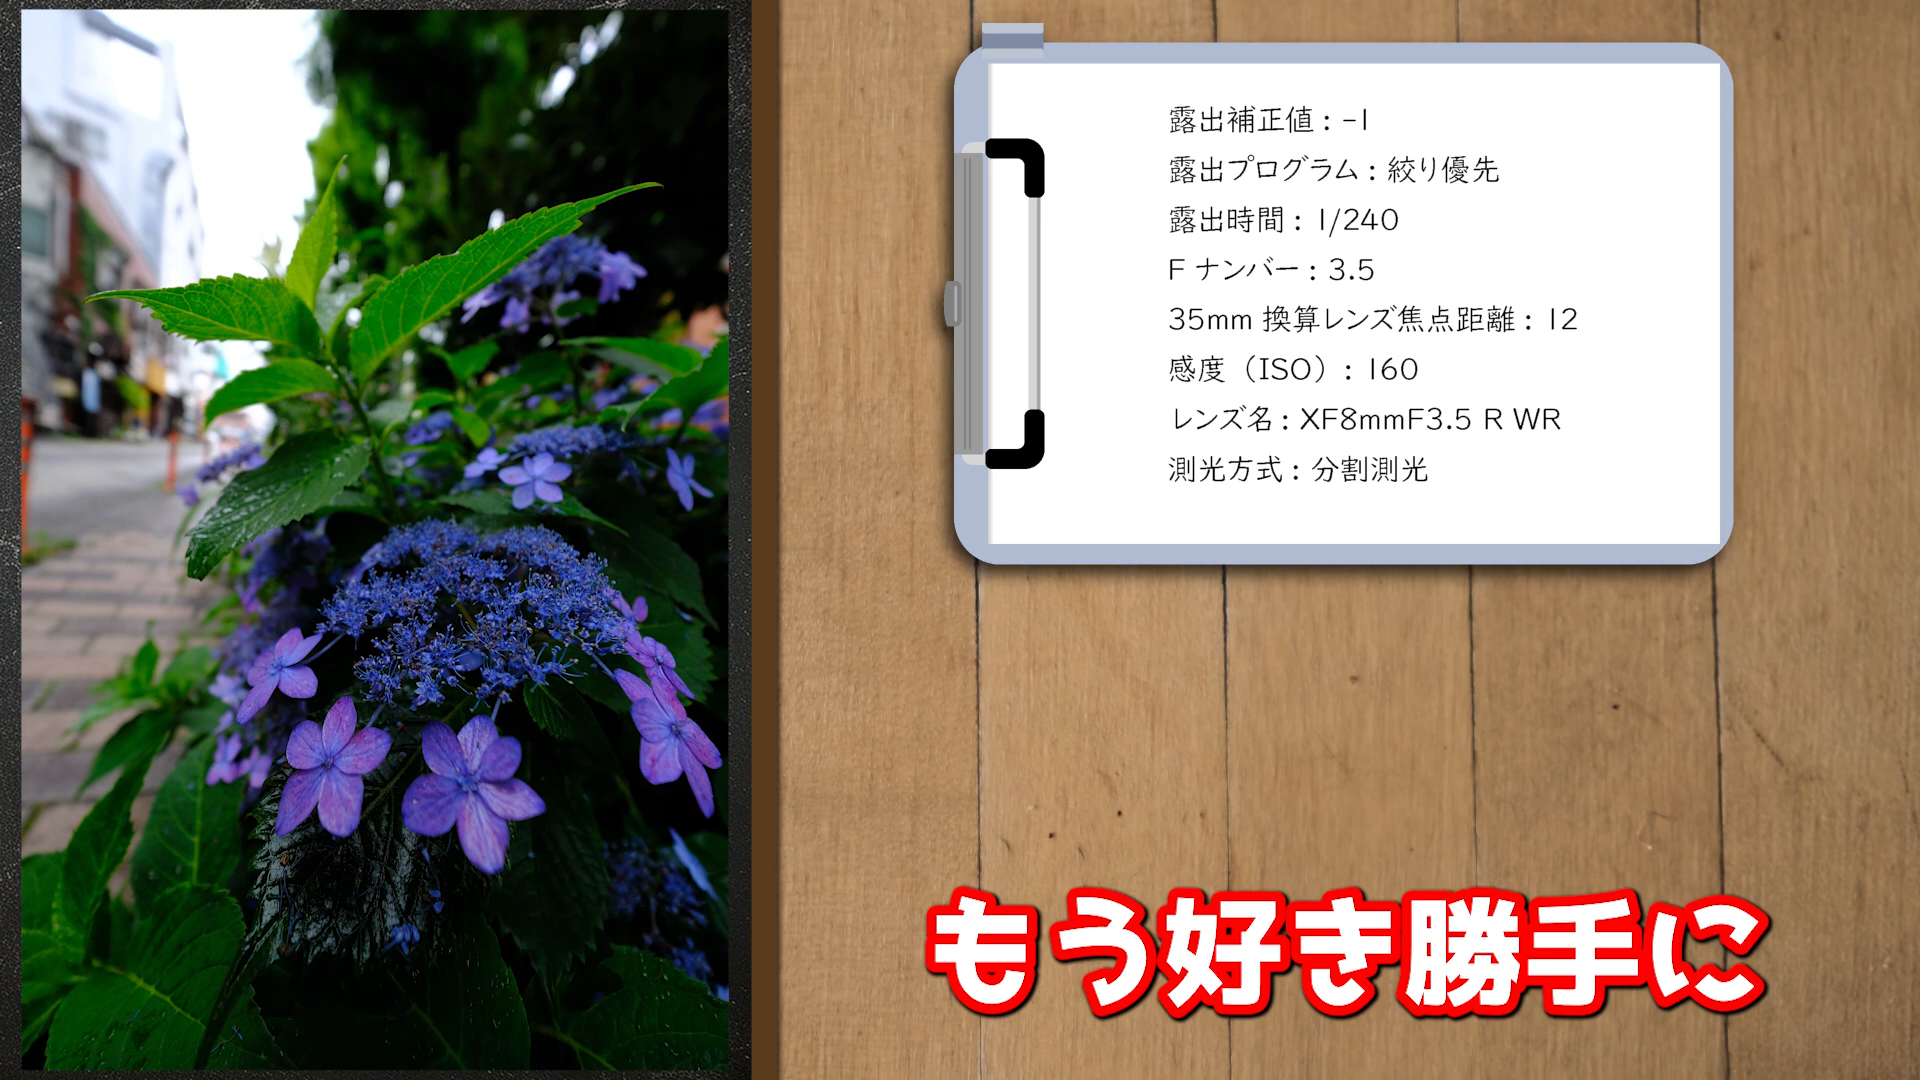 露出補正値：-1
露出プログラム：絞り優先
露出時間：1/240
F ナンバー：3.5
35mm 換算レンズ焦点距離：12
感度（ISO）：160
レンズ名：XF8mmF3.5 R WR
測光方式：分割測光
もう好き勝手に